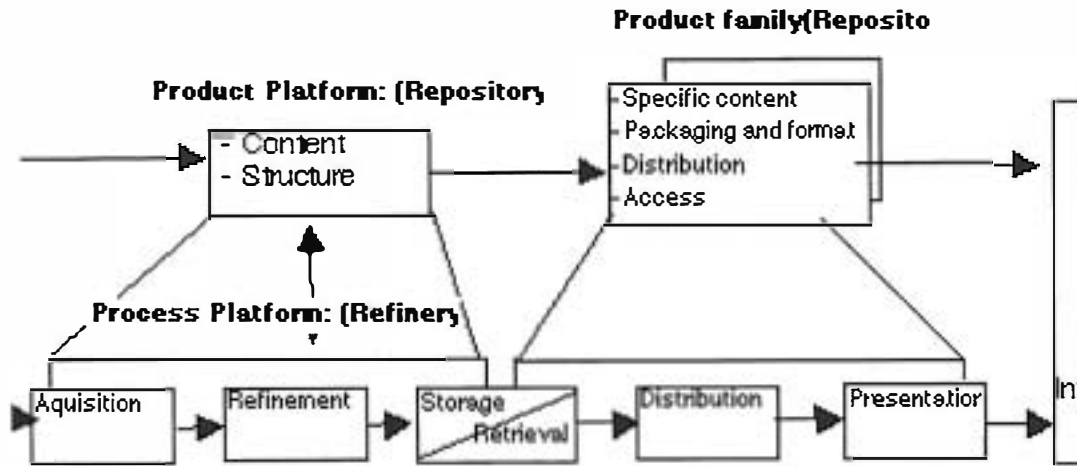 Product family(Reposito
Product Platform: (Repository
- Content
- Structure
- Specific content
- Packaging and format
- Distribution
- Access
Process Platform: (Refinery
Aquisition
Refinement
Storage
Retrieval
Distribution
Presentation
In